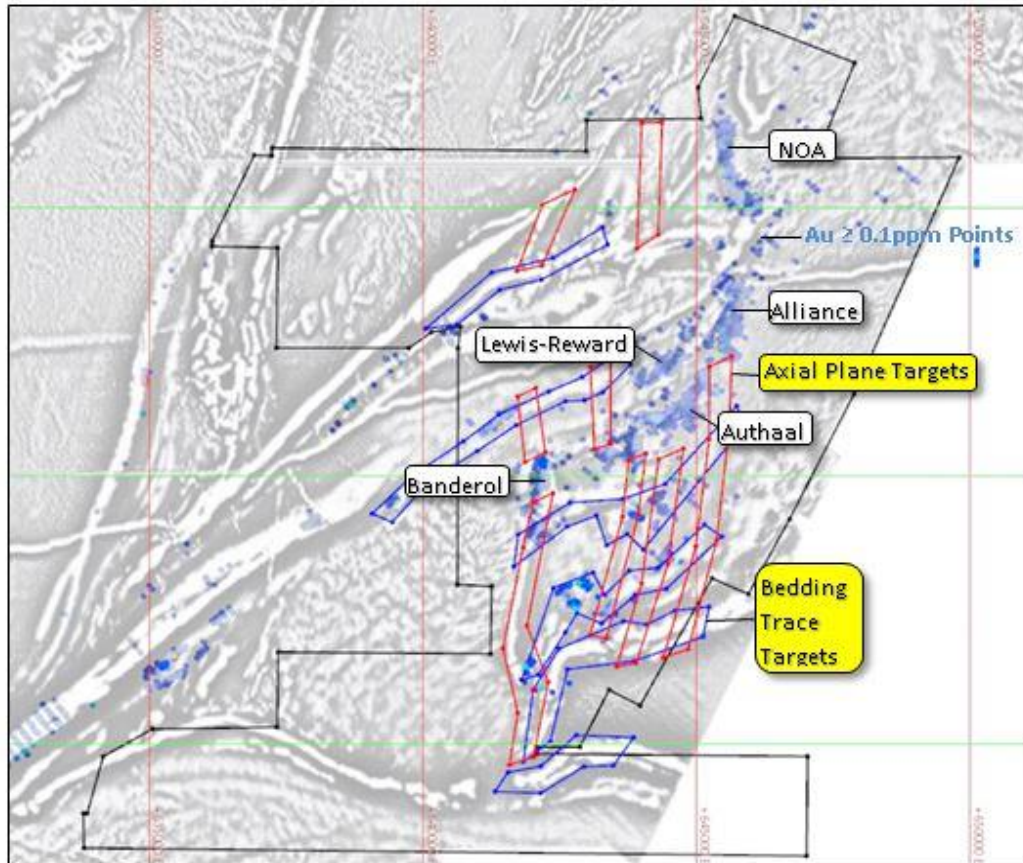 NOA
Au ≥ 0.1ppm Points
Alliance
Lewis-Reward
Axial Plane Targets
Authaal
Banderol
Bedding
Trace
Targets